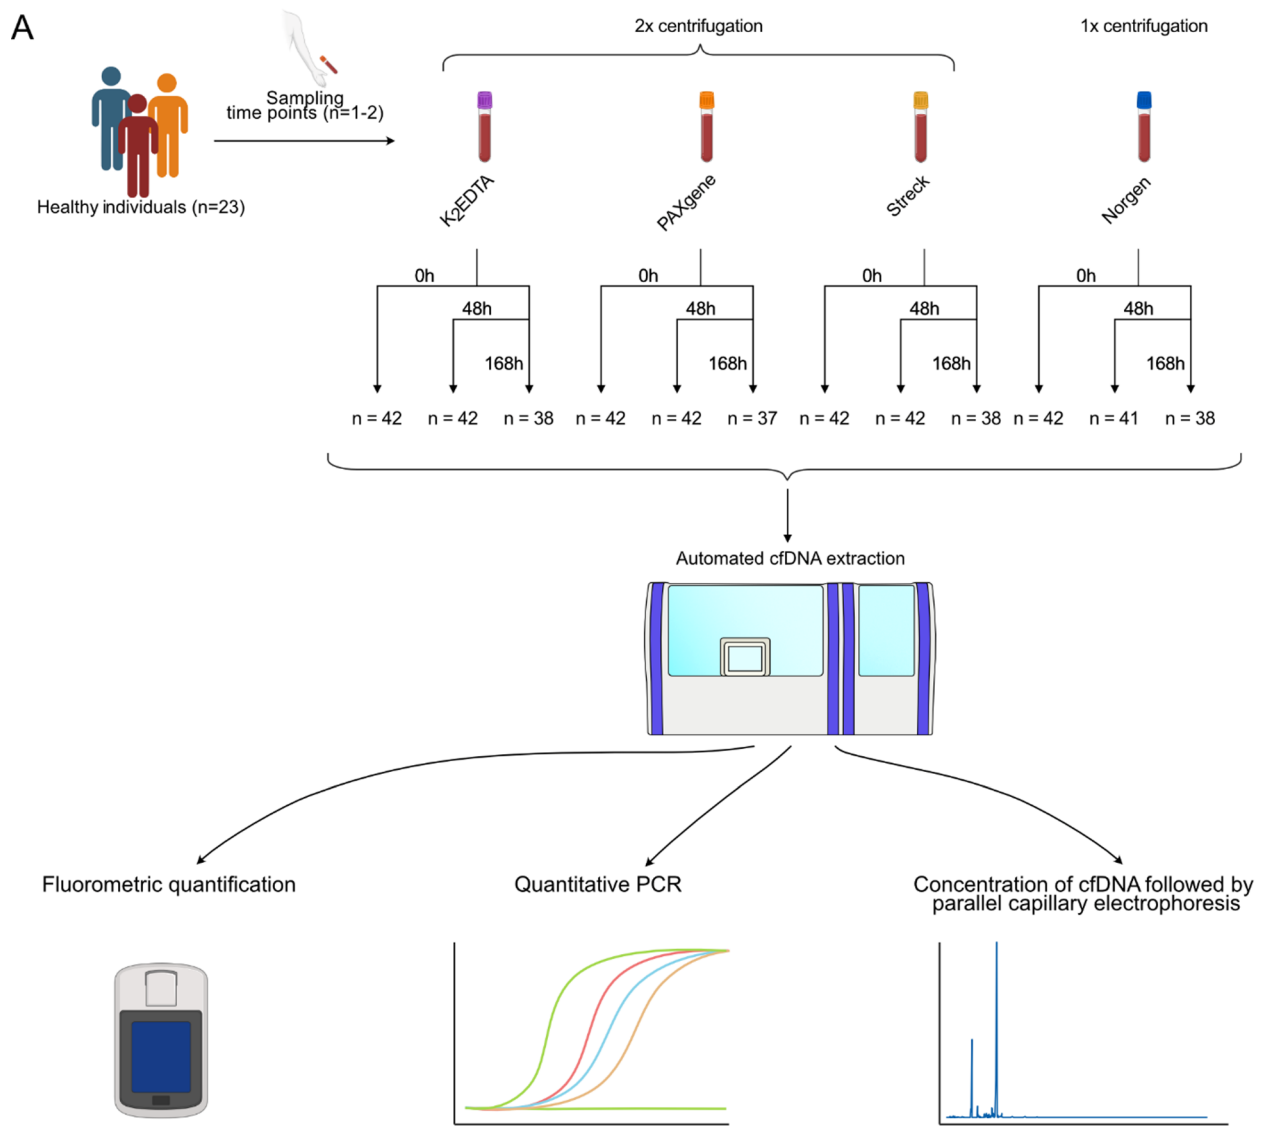 A
2x centrifugation
1x centrifugation
Sampling
time points (n=1-2)
Healthy individuals (n=23)
K2EDTA
PAXgene
Streck
Norgen
0h
0h
0h
0h
48h
48h
48h
48h
168h
168h
168h
168h
n = 42
n = 42
n = 38
n = 42
n = 42
n = 37
n = 42
n = 42
n = 38
n = 42
n = 41
n = 38
Automated cfDNA extraction
Fluorometric quantification
Quantitative PCR
Concentration of cfDNA followed by
parallel capillary electrophoresis